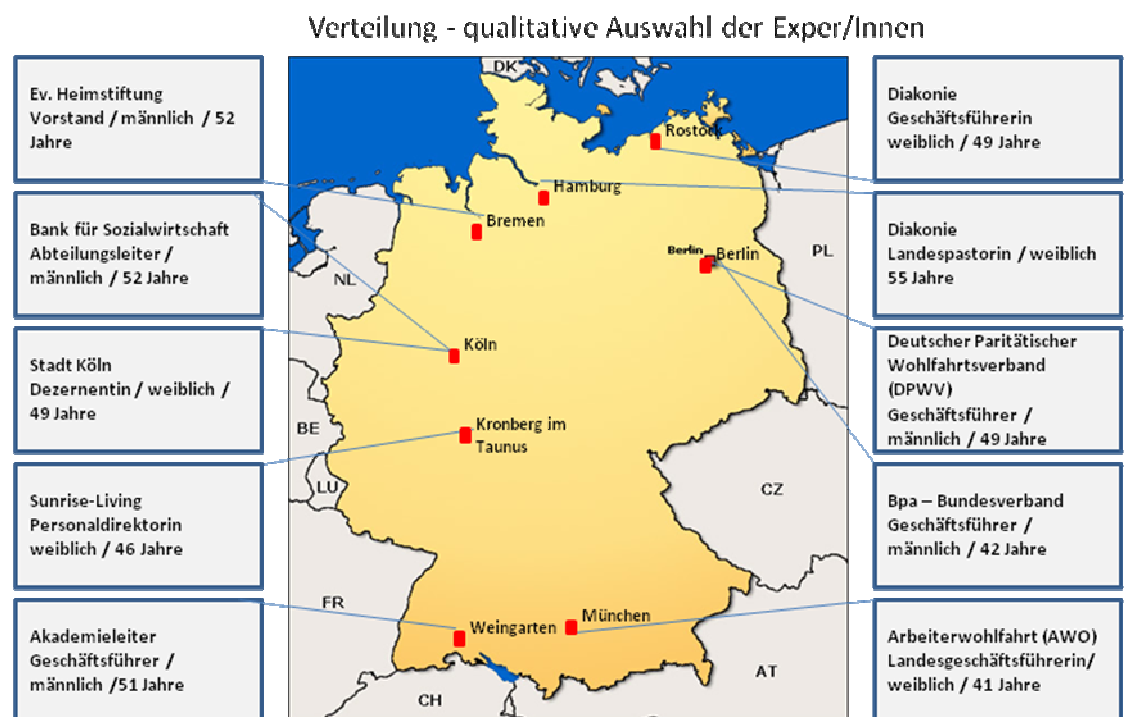 Verteilung - qualitative Auswahl der Exper/Innen
Ev. Heimstiftung
Vorstand / männlich / 52
Jahre
Bank für Sozialwirtschaft
Abteilungsleiter /
männlich / 52 Jahre
Stadt Köln
Dezernentin / weiblich /
49 Jahre
Sunrise-Living
Personaldirektorin
weiblich / 46 Jahre
Akademieleiter
Geschäftsführer /
männlich /51 Jahre
DK
Rostock
Hamburg
Bremen
Berlin
Berlin
PL
NL
Köln
BE
Kronberg im
Taunus
LU
CZ
FR
München
Weingarten
AT
CH
Diakonie
Geschäftsführerin
weiblich / 49 Jahre
Diakonie
Landespastorin / weiblich
55 Jahre
Deutscher Paritätischer
Wohlfahrtsverband
(DPWV)
Geschäftsführer /
männlich / 49 Jahre
Bpa – Bundesverband
Geschäftsführer /
männlich / 42 Jahre
Arbeiterwohlfahrt (AWO)
Landesgeschäftsführerin/
weiblich / 41 Jahre